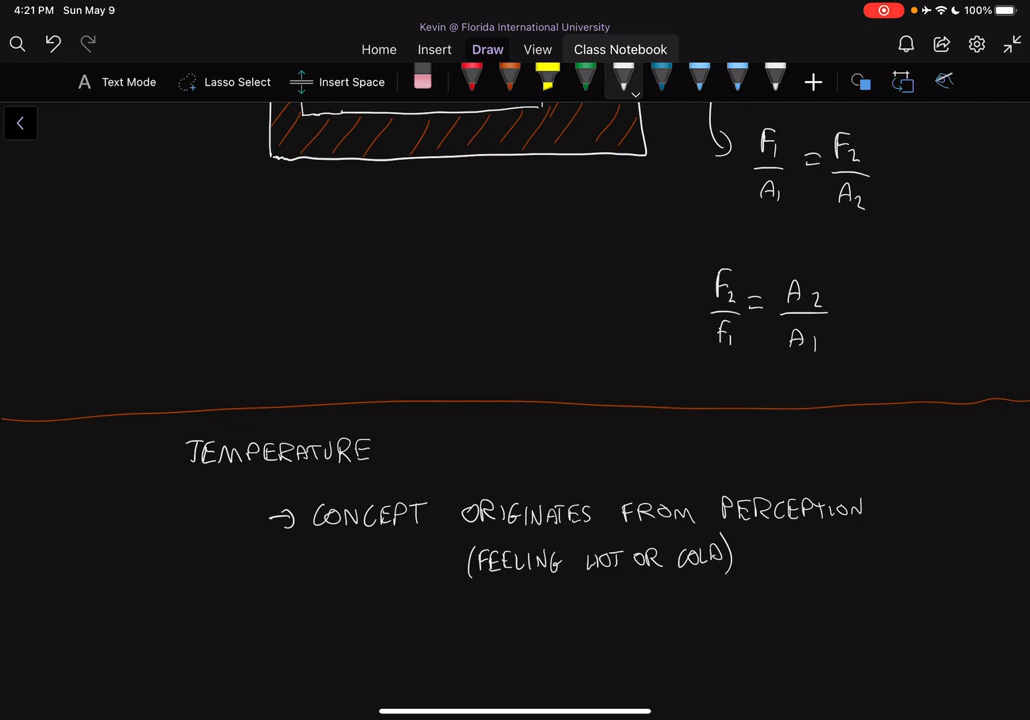 4:21 PM Sun May 9
100%
Kevin @ Florida International University
Home Insert Draw View Class Notebook
A Text Mode Lasso Select Insert Space
F1/A1 = F2/A2
F2/F1 = A2/A1
TEMPERATURE
→ CONCEPT ORIGINATES FROM PERCEPTION
(FEELING HOT OR COLD)